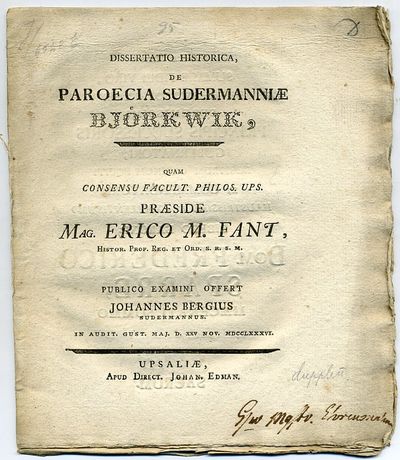 95
DISSERTATIO HISTORICA,
DE
PAROECIA SUDERMANNIÆ
BJÖRKWIK,
QUAM
CONSENSU FACULT. PHILOS. UPS.
PRÆSIDE
MAG. ERICO M. FANT,
HISTOR. PROF. REG. ET ORD. S. R. S. M.
PUBLICO EXAMINI OFFERT
JOHANNES BERGIUS
SUDERMANNUS.
IN AUDIT. GUST. MAJ. D. XXV NOV. MDCCLXXXVI.
UPSALIÆ,
APUD DIRECT. JOHAN. EDMAN.